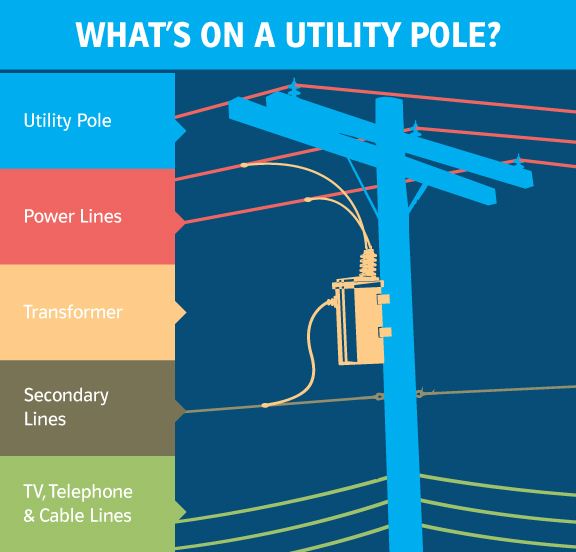 WHAT'S ON A UTILITY POLE?
Utility Pole
Power Lines
Transformer
Secondary
Lines
TV, Telephone
& Cable Lines